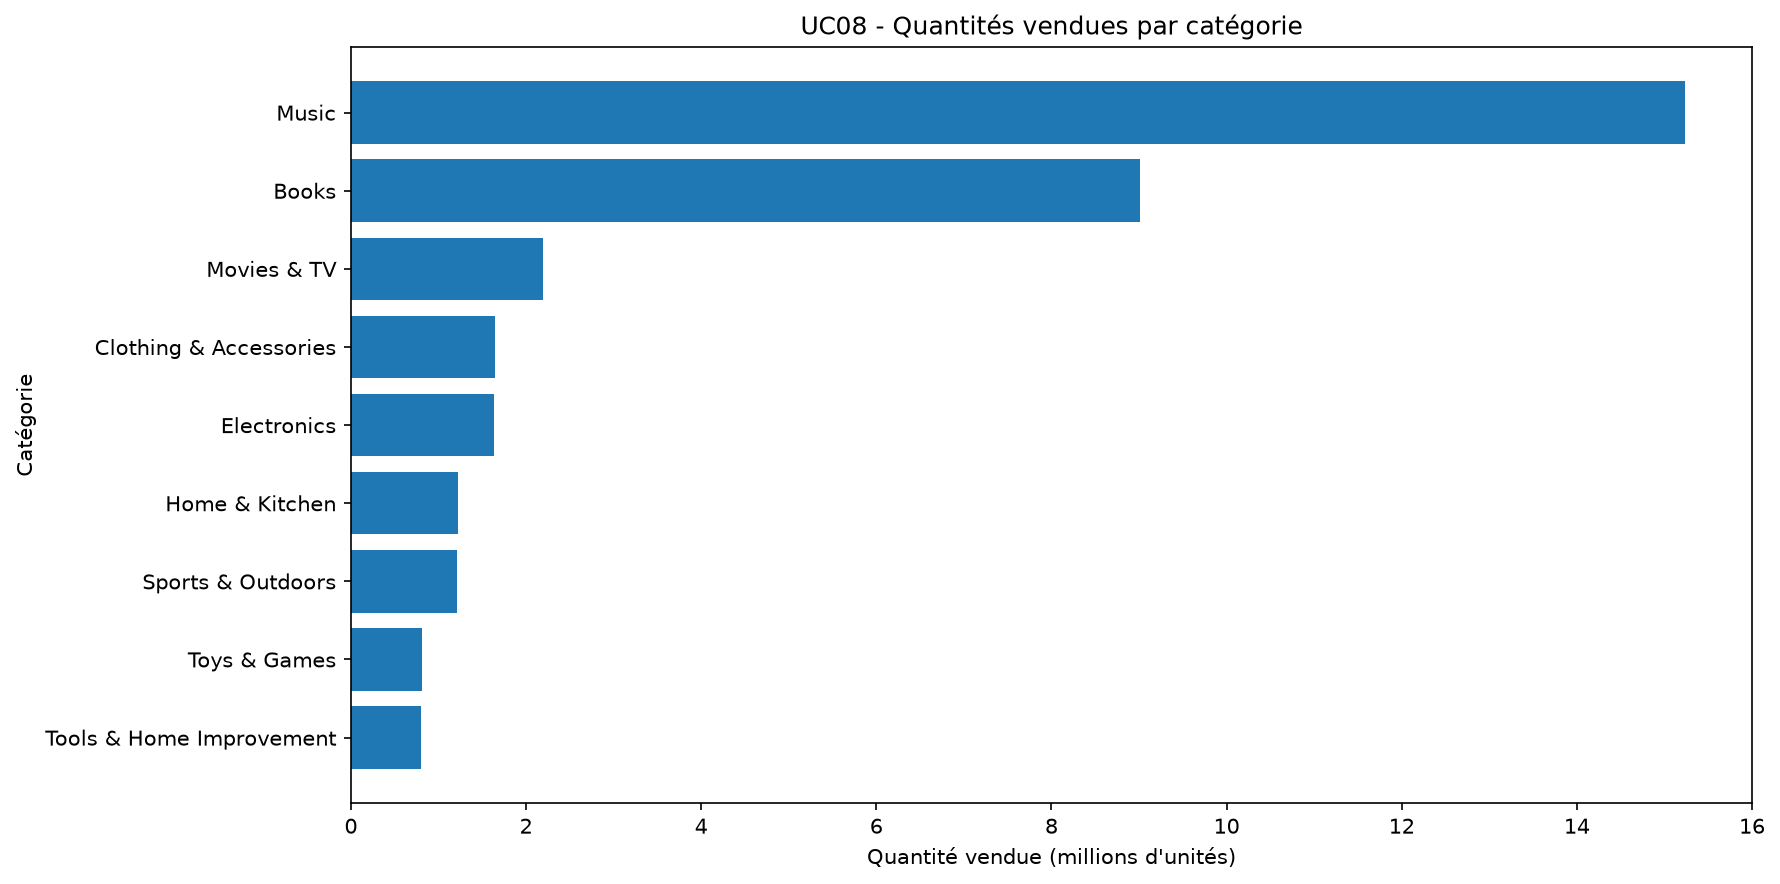 UC08 - Quantités vendues par catégorie
Music
Books
Movies & TV
Clothing & Accessories
Electronics
Home & Kitchen
Sports & Outdoors
Toys & Games
Tools & Home Improvement
Catégorie
0 2 4 6 8 10 12 14 16
Quantité vendue (millions d'unités)